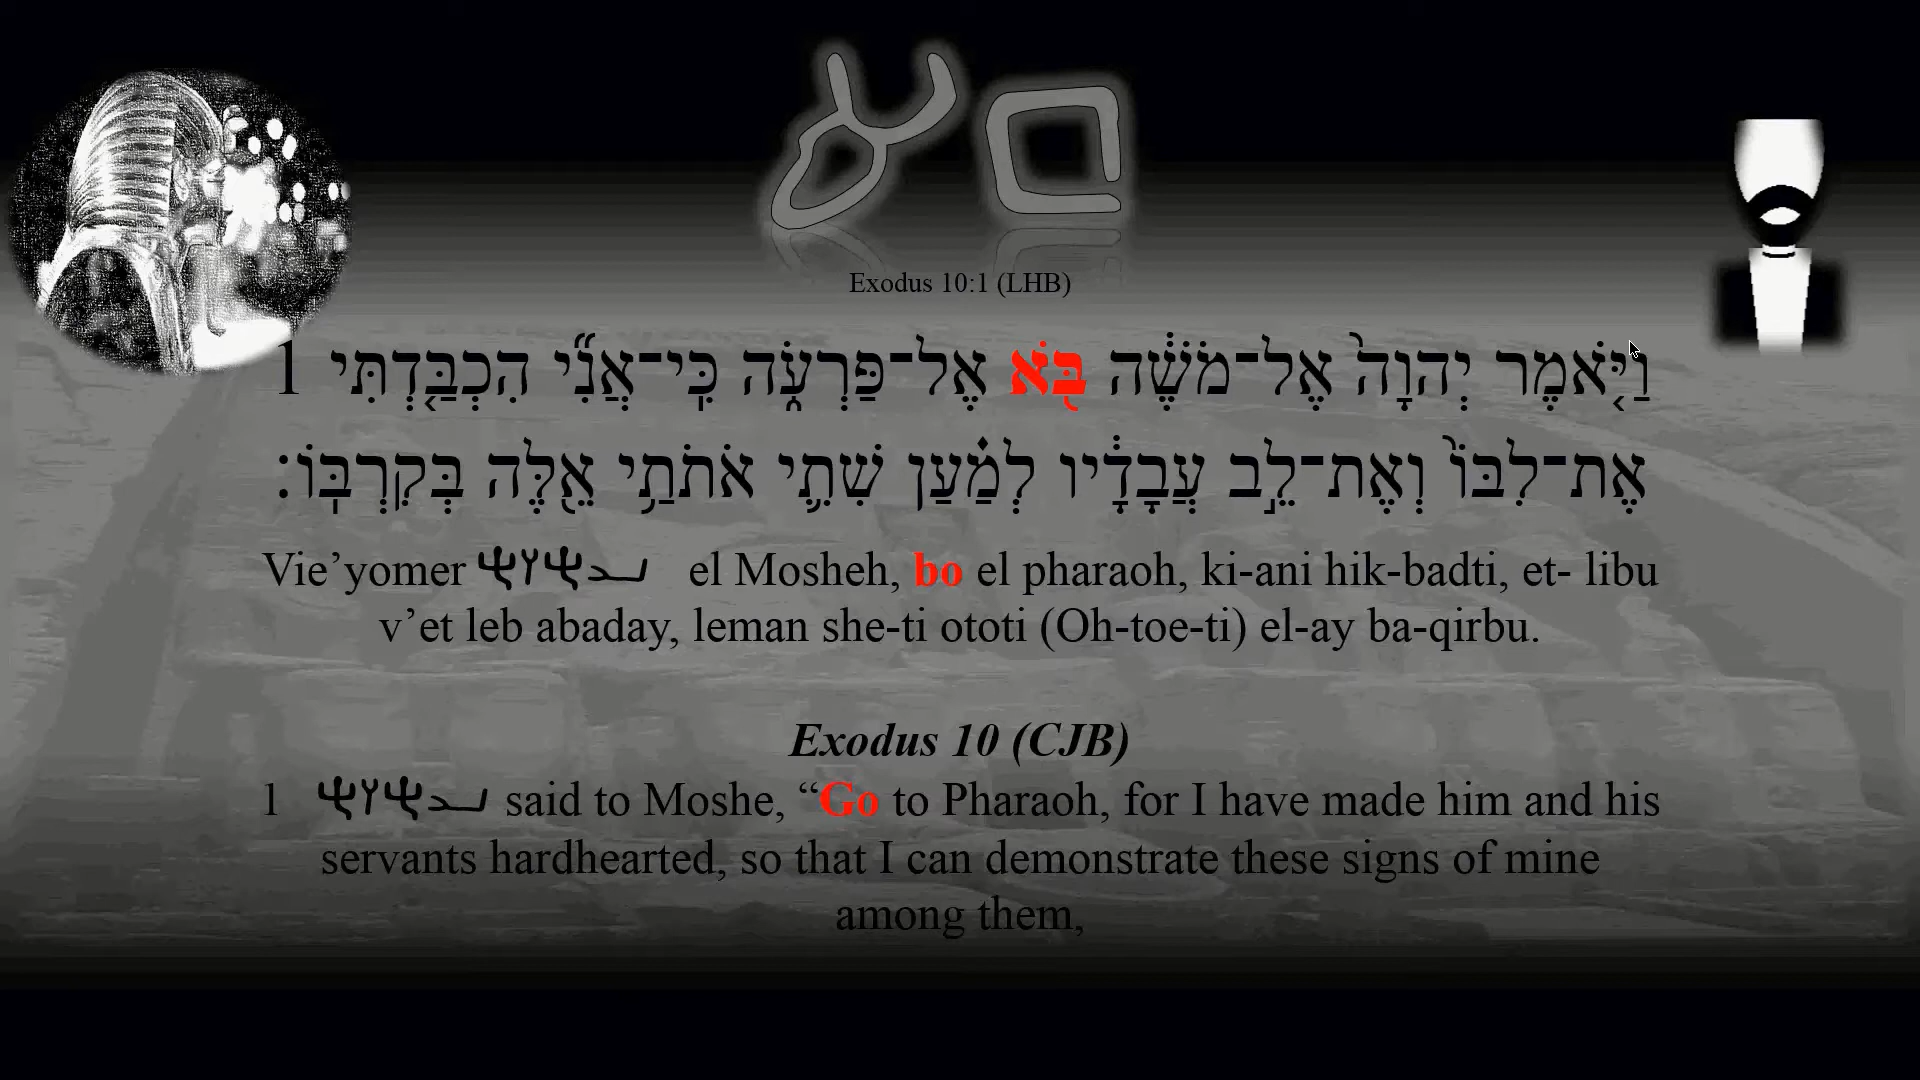 Exodus 10:1 (LHB)
1 וַיֹּ֤אמֶר יְהוָה֙ אֶל־מֹשֶׁ֔ה בֹּ֖א אֶל־פַּרְעֹ֑ה כִּֽי־אֲנִ֞י הִכְבַּ֤דְתִּי
אֶת־לִבּוֹ֙ וְאֶת־לֵ֣ב עֲבָדָ֔יו לְמַ֗עַן שִׁתִ֛י אֹתֹתַ֥י אֵ֖לֶּה בְּקִרְבּֽוֹ׃
Vie’yomer el Mosheh, bo el pharaoh, ki-ani hik-badti, et- libu
v’et leb abaday, leman she-ti ototi (Oh-toe-ti) el-ay ba-qirbu.
Exodus 10 (CJB)
1 said to Moshe, “Go to Pharaoh, for I have made him and his
servants hardhearted, so that I can demonstrate these signs of mine
among them,